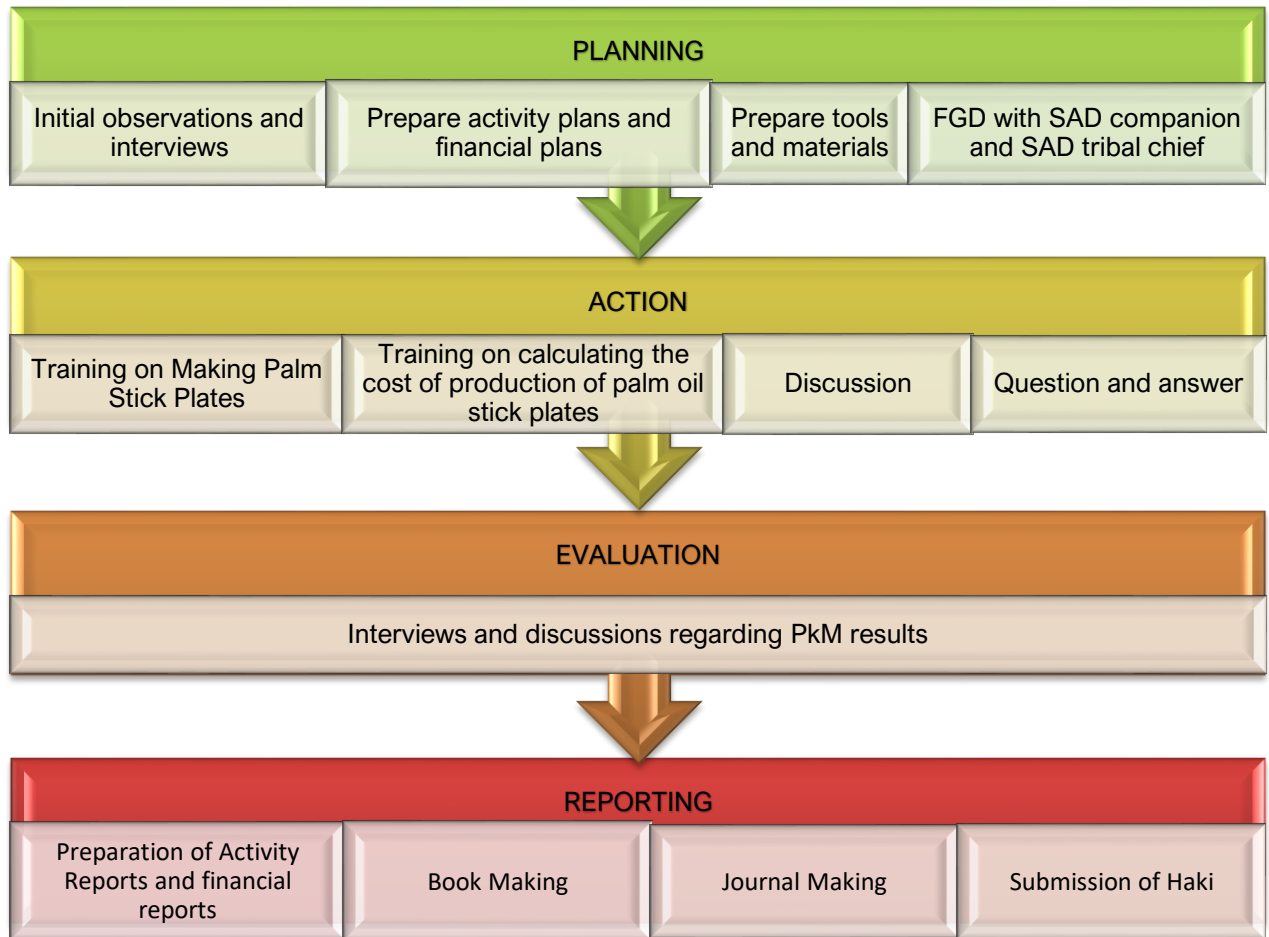 PLANNING
Initial observations and
interviews
Prepare activity plans and
financial plans
Prepare tools
and materials
FGD with SAD companion
and SAD tribal chief
ACTION
Training on Making Palm
Stick Plates
Training on calculating the
cost of production of palm oil
stick plates
Discussion
Question and answer
EVALUATION
Interviews and discussions regarding PkM results
REPORTING
Preparation of Activity
Reports and financial
reports
Book Making
Journal Making
Submission of Haki